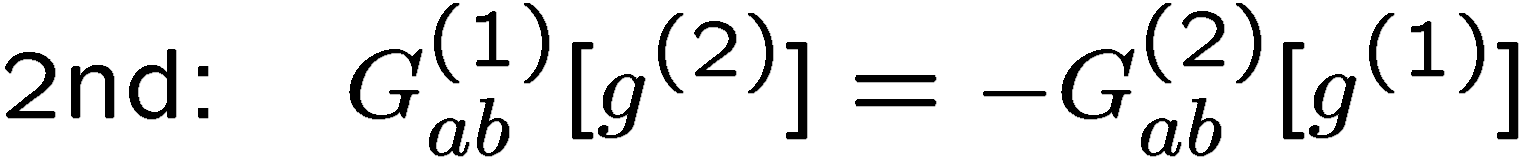 2nd: $G_{ab}^{(1)}[g^{(2)}] = -G_{ab}^{(2)}[g^{(1)}]$